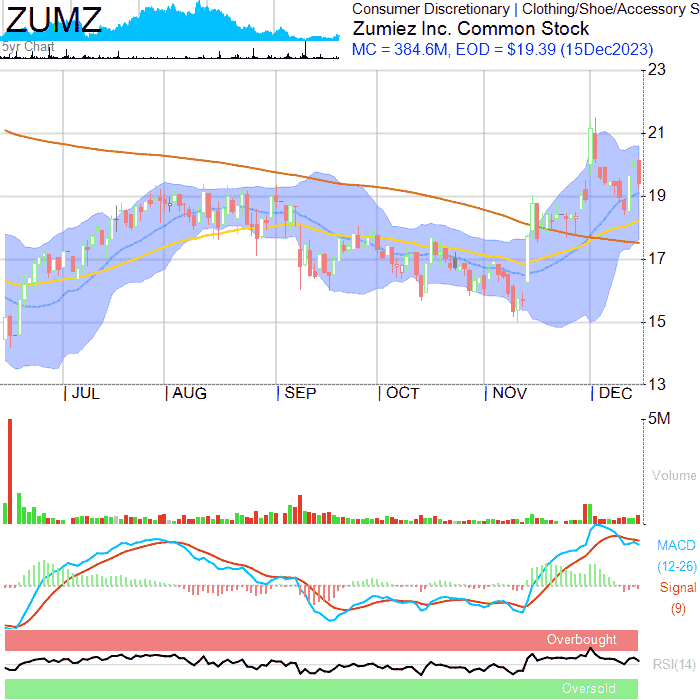 ZUMZ
5yr Chart
Consumer Discretionary | Clothing/Shoe/Accessory S
Zumiez Inc. Common Stock
MC = 384.6M, EOD = $19.39 (15Dec2023)
23
21
19
17
15
13
| JUL | AUG | SEP | OCT | NOV | DEC
5M
Volume
MACD
(12-26)
Signal
(9)
Overbought
RSI(14)
Oversold